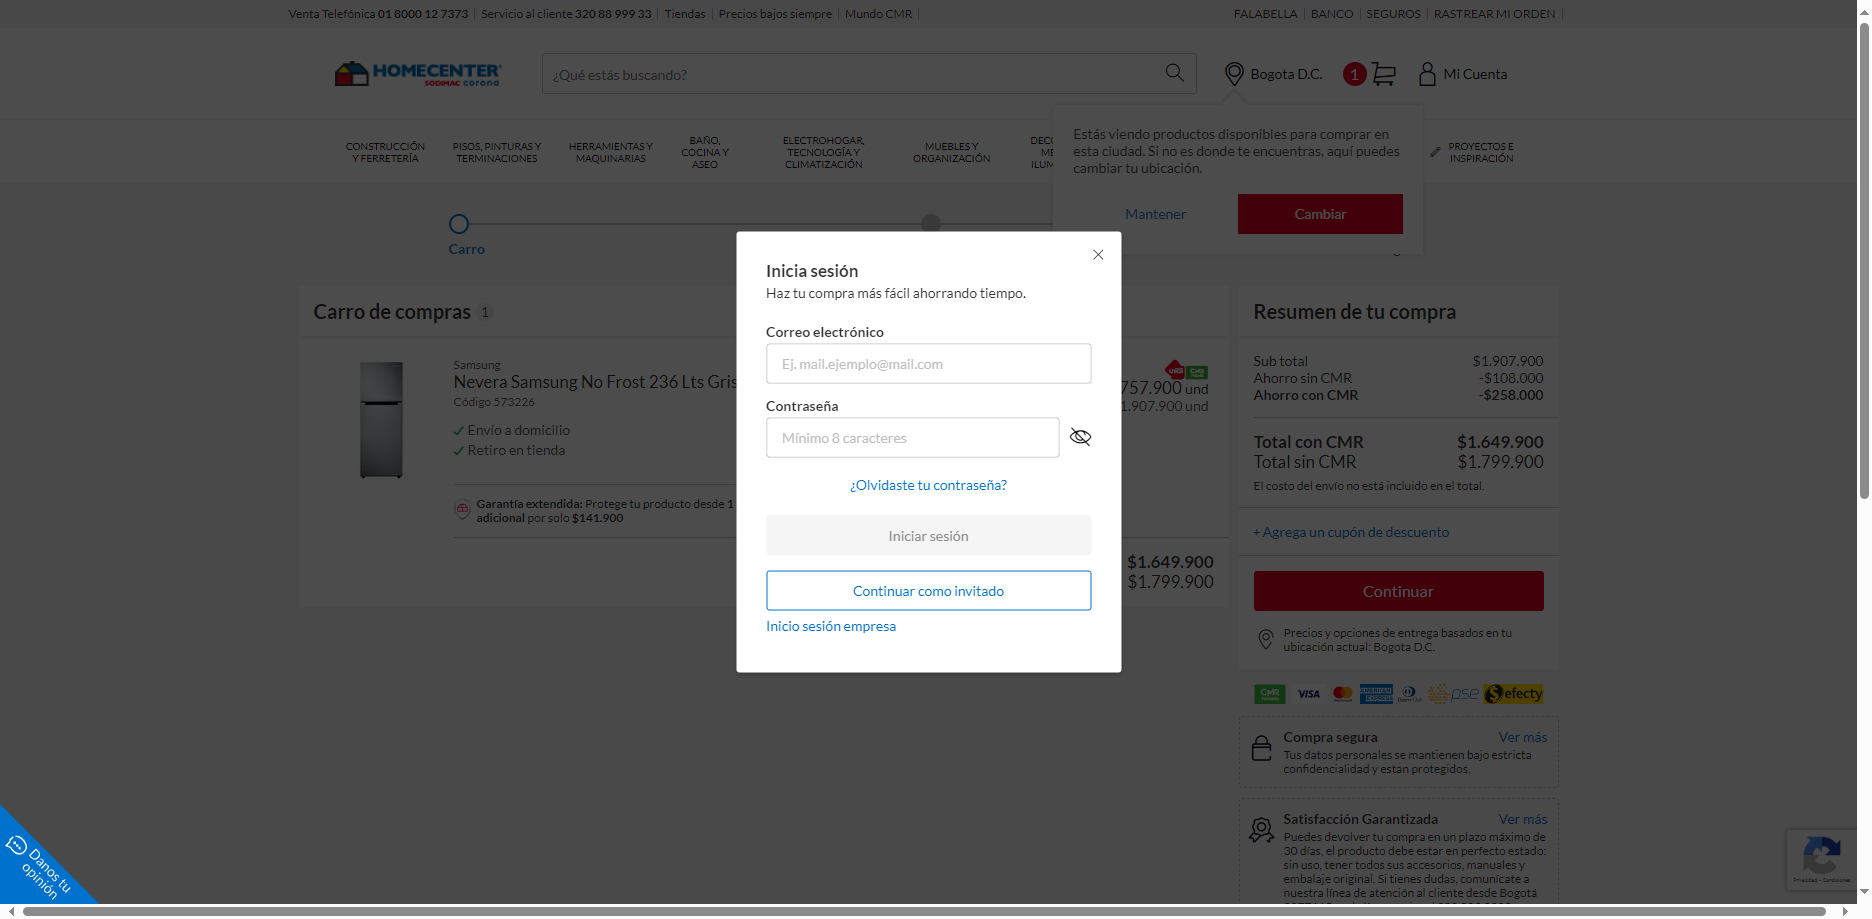 Venta Telefónica 01 8000 12 7373 Servicio al cliente 320 88 999 33 Tiendas Precios bajos siempre Mundo CMR
FALABELLA BANCO SEGUROS RASTREAR MI ORDEN
HOMECENTER
SODIMAC corona
¿Qué estás buscando?
Bogota D.C.
1
Mi Cuenta
CONSTRUCCIÓN
Y FERRETERÍA
PISOS, PINTURAS Y
TERMINACIONES
HERRAMIENTAS Y
MAQUINARIAS
BAÑO,
COCINA Y
ASEO
ELECTROHOGAR,
TECNOLOGÍA Y
CLIMATIZACIÓN
MUEBLES Y
ORGANIZACIÓN
DECO
ME
ILUM
PROYECTOS E
INSPIRACIÓN
Estás viendo productos disponibles para comprar en
esta ciudad. Si no es donde te encuentras, aquí puedes
cambiar tu ubicación.
Mantener
Cambiar
Carro
Carro de compras 1
Samsung
Nevera Samsung No Frost 236 Lts Gris
Código 573226
Envío a domicilio
Retiro en tienda
Garantía extendida: Protege tu producto desde 1
adicional por solo $141.900
757.900 und
1.907.900 und
$1.649.900
$1.799.900
Inicia sesión
Haz tu compra más fácil ahorrando tiempo.
Correo electrónico
Ej. mail.ejemplo@mail.com
Contraseña
Mínimo 8 caracteres
¿Olvidaste tu contraseña?
Iniciar sesión
Continuar como invitado
Inicio sesión empresa
Resumen de tu compra
Sub total $1.907.900
Ahorro sin CMR -$108.000
Ahorro con CMR -$258.000
Total con CMR $1.649.900
Total sin CMR $1.799.900
El costo del envío no está incluido en el total.
+ Agrega un cupón de descuento
Continuar
Precios y opciones de entrega basados en tu
ubicación actual: Bogota D.C.
CMR VISA AMERICAN EXPRESS pse efecty
Compra segura Ver más
Tus datos personales se mantienen bajo estricta
confidencialidad y estan protegidos.
Satisfacción Garantizada Ver más
Puedes devolver tu compra en un plazo máximo de
30 días, el producto debe estar en perfecto estado:
sin uso, tener todos sus accesorios, manuales y
embalaje original. Si tienes dudas, comunícate a
nuestra línea de atención al cliente desde Bogotá
Danos tu
opinión
Privacidad - Condiciones